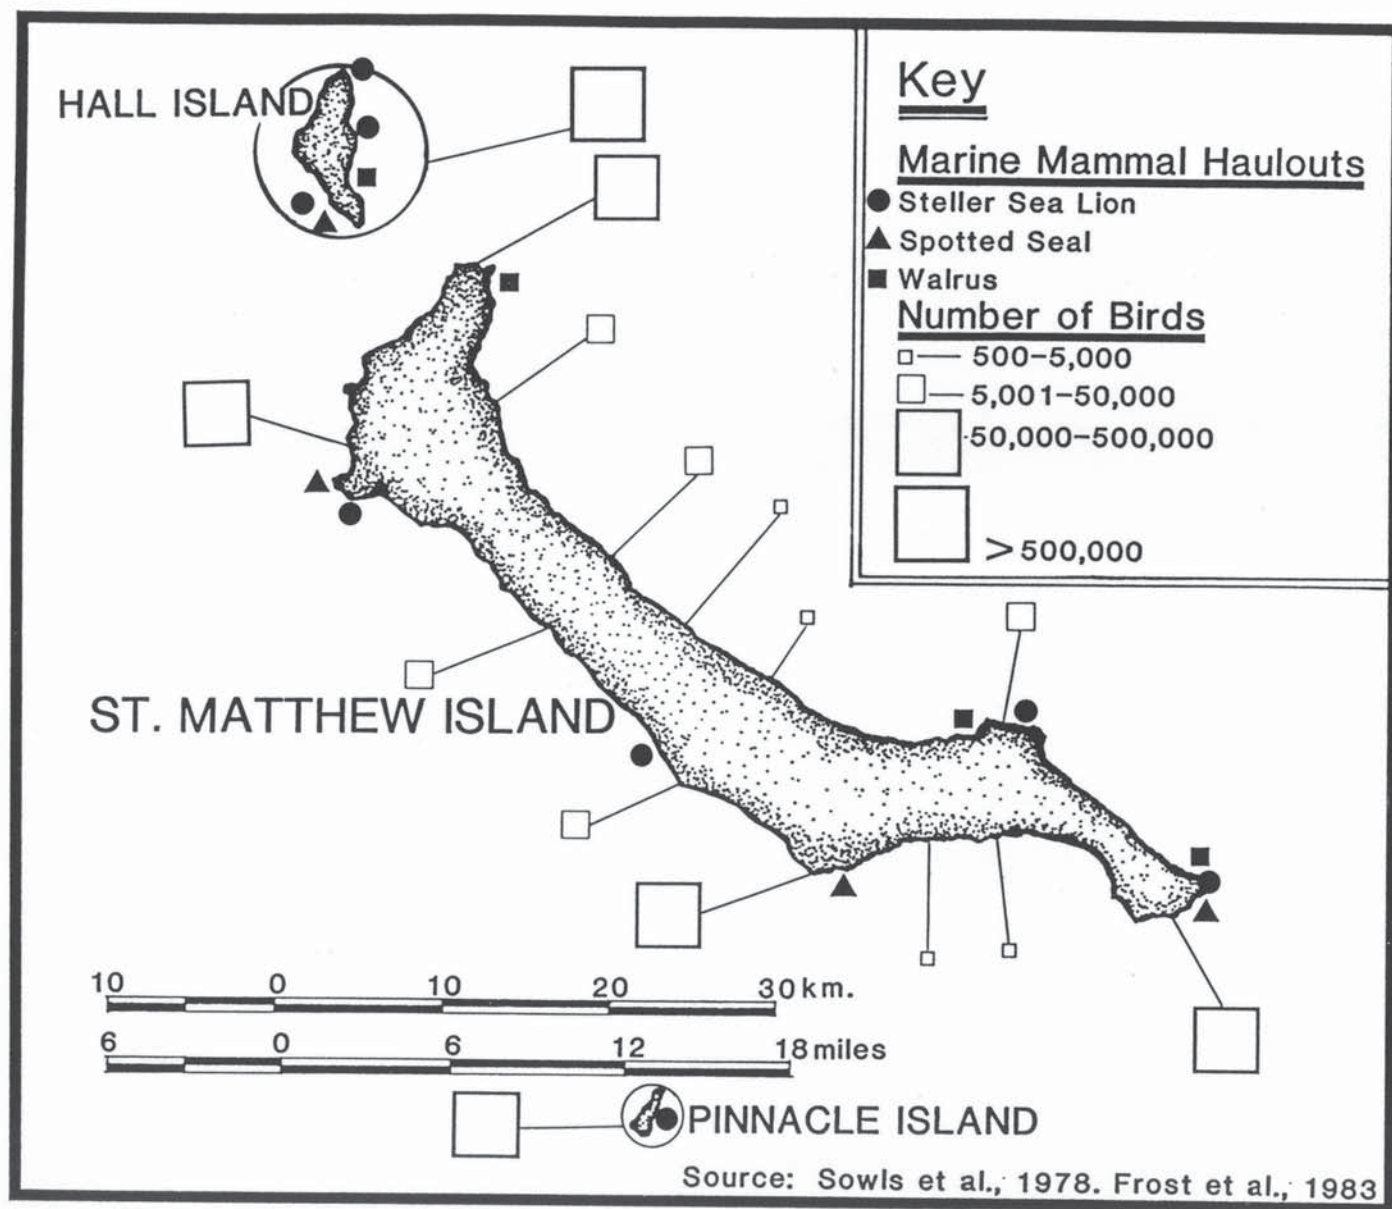 HALL ISLAND
Key
Marine Mammal Haulouts
Steller Sea Lion
Spotted Seal
Walrus
Number of Birds
500-5,000
5,001-50,000
50,000-500,000
>500,000
ST. MATTHEW ISLAND
10 0 10 20 30 km.
6 0 6 12 18 miles
PINNACLE ISLAND
Source: Sowls et al., 1978. Frost et al., 1983